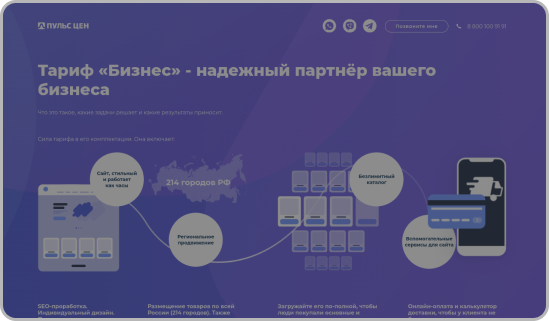 ПУЛЬС ЦЕН
Позвоните мне
8 800 100 91 91
Тариф «Бизнес» - надежный партнёр вашего
бизнеса
Что это такое, какие задачи решает и какие результаты приносит.
Сила тарифа в его комплектации. Она включает
Сайт, стильный
и работает
как часы
214 городов РФ
Региональное
продвижение
Безлимитный
каталог
Вспомогательные
сервисы для сайта
SEO-проработка.
Индивидуальный дизайн.
Размещение товаров по всей
России (214 городов). Также
Загружайте его по-полной, чтобы
люди покупали основные и
Онлайн-оплата и калькулятор
доставки, чтобы у клиента не